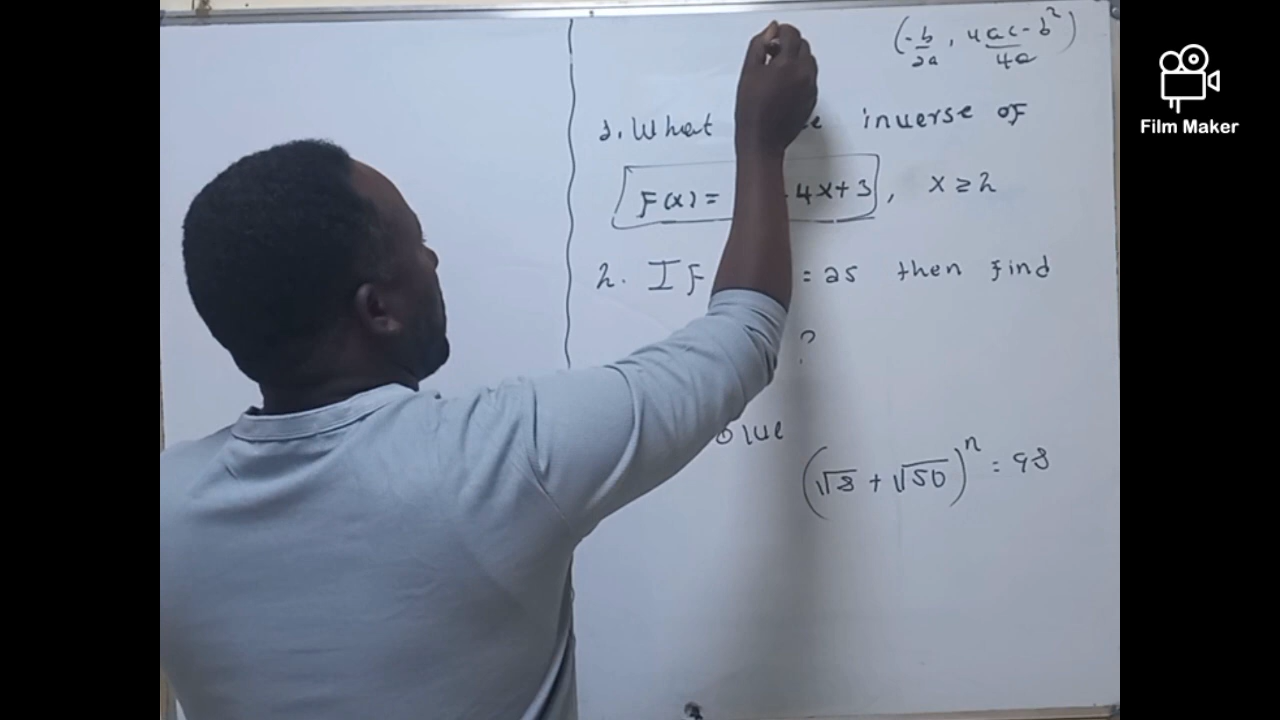 (-b/2a, 4ac-b²/4a)
1. What inverse of
F(x) = 4x+3, x≥2
2. IF = 25 then find
?
(√8 + √50)ⁿ = 98
Film Maker